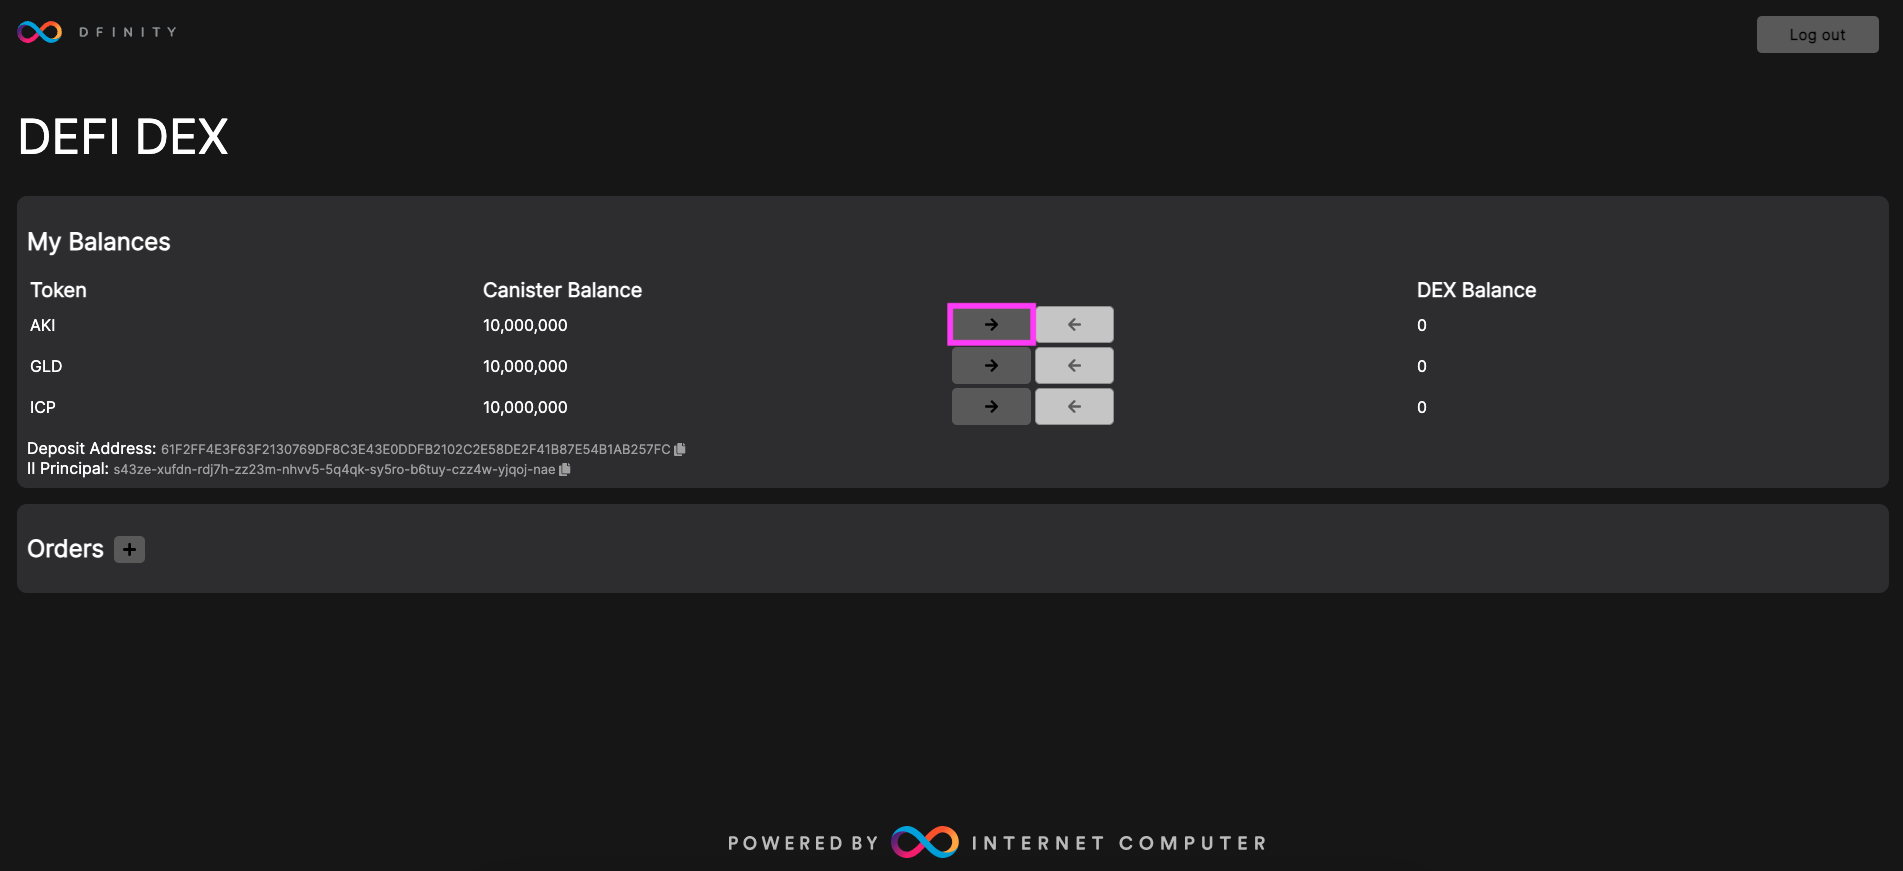 DFINITY
Log out
DEFI DEX
My Balances
Token Canister Balance DEX Balance
AKI 10,000,000 → ← 0
GLD 10,000,000 → ← 0
ICP 10,000,000 → ← 0
Deposit Address: 61F2FF4E3F63F2130769DF8C3E43E0DDFB2102C2E58DE2F41B87E54B1AB257FC
II Principal: s43ze-xufdn-rdj7h-zz23m-nhvv5-5q4qk-sy5ro-b6tuy-czz4w-yjqoj-nae
Orders +
POWERED BY INTERNET COMPUTER